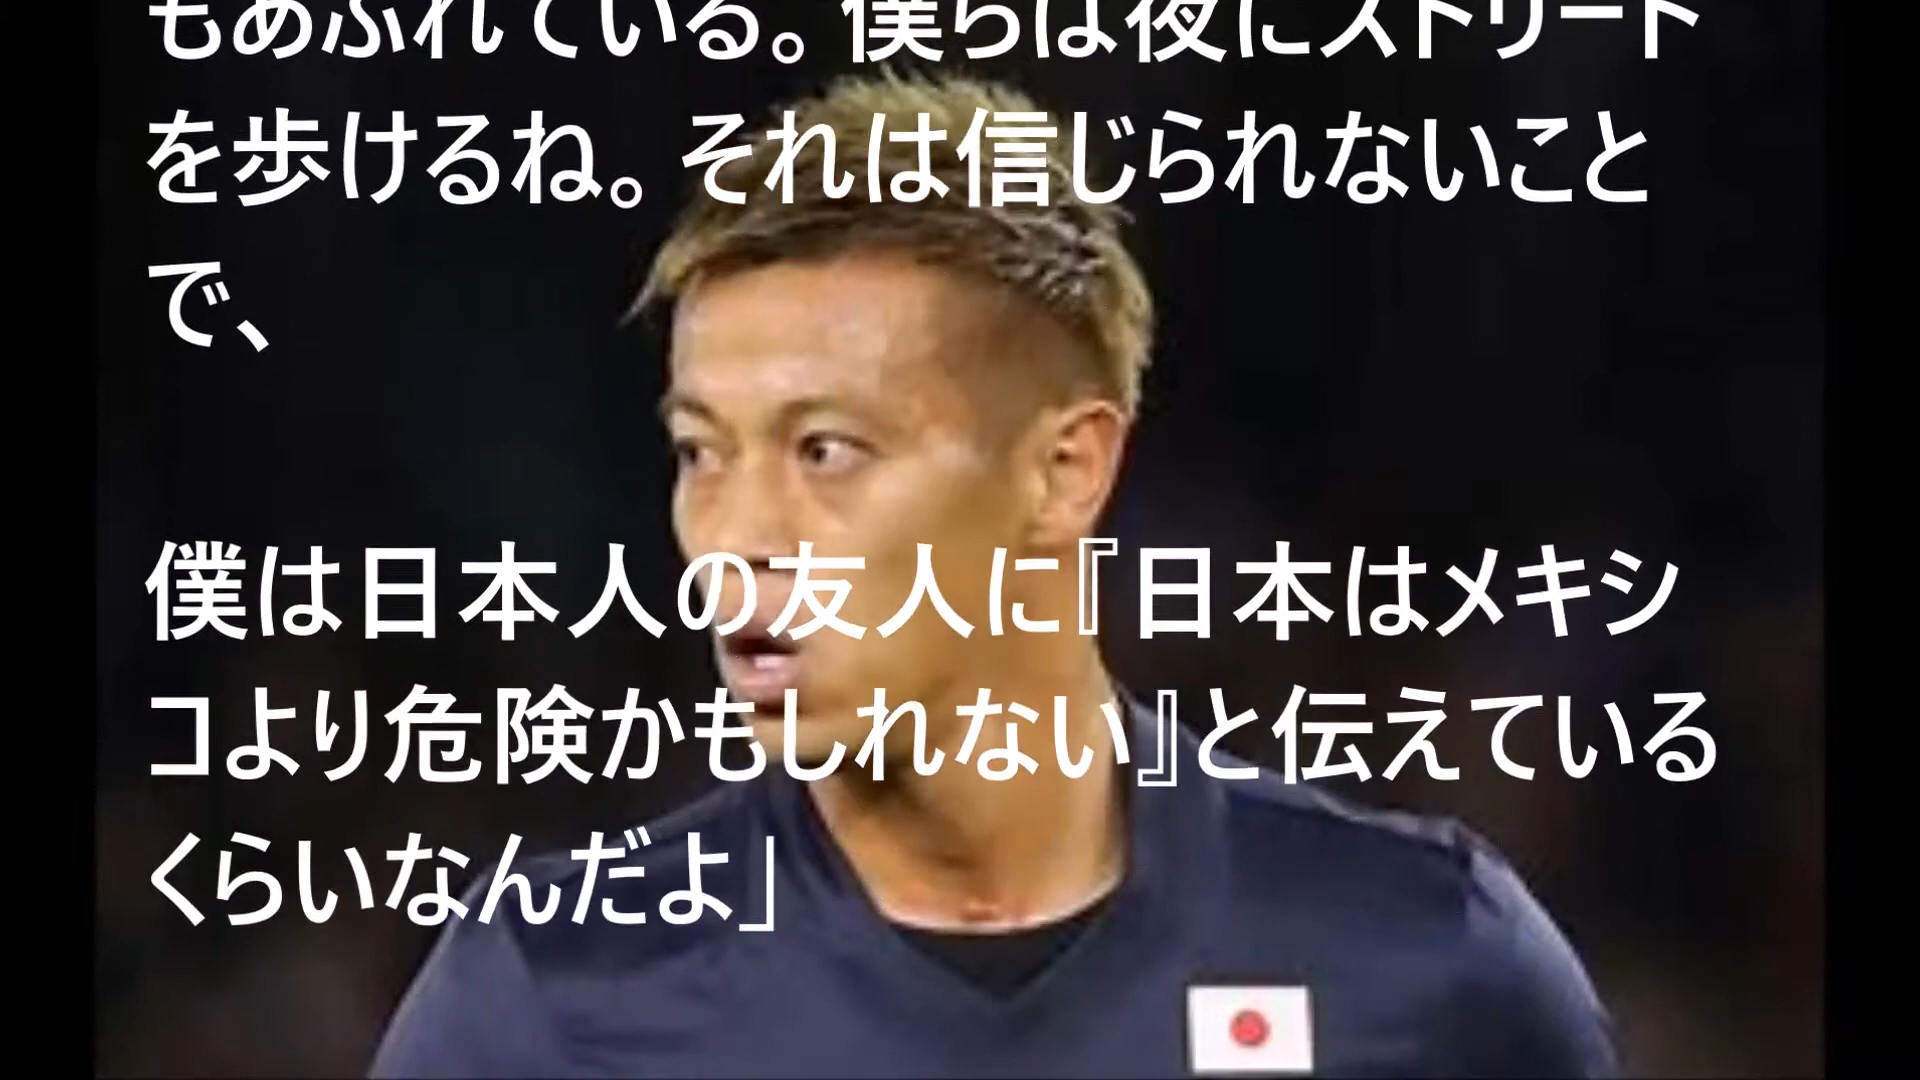 もあふれている。僕らは夜にストリート
を歩けるね。それは信じられないこと
で、
僕は日本人の友人に『日本はメキシ
コより危険かもしれない』と伝えている
くらいなんだよ」